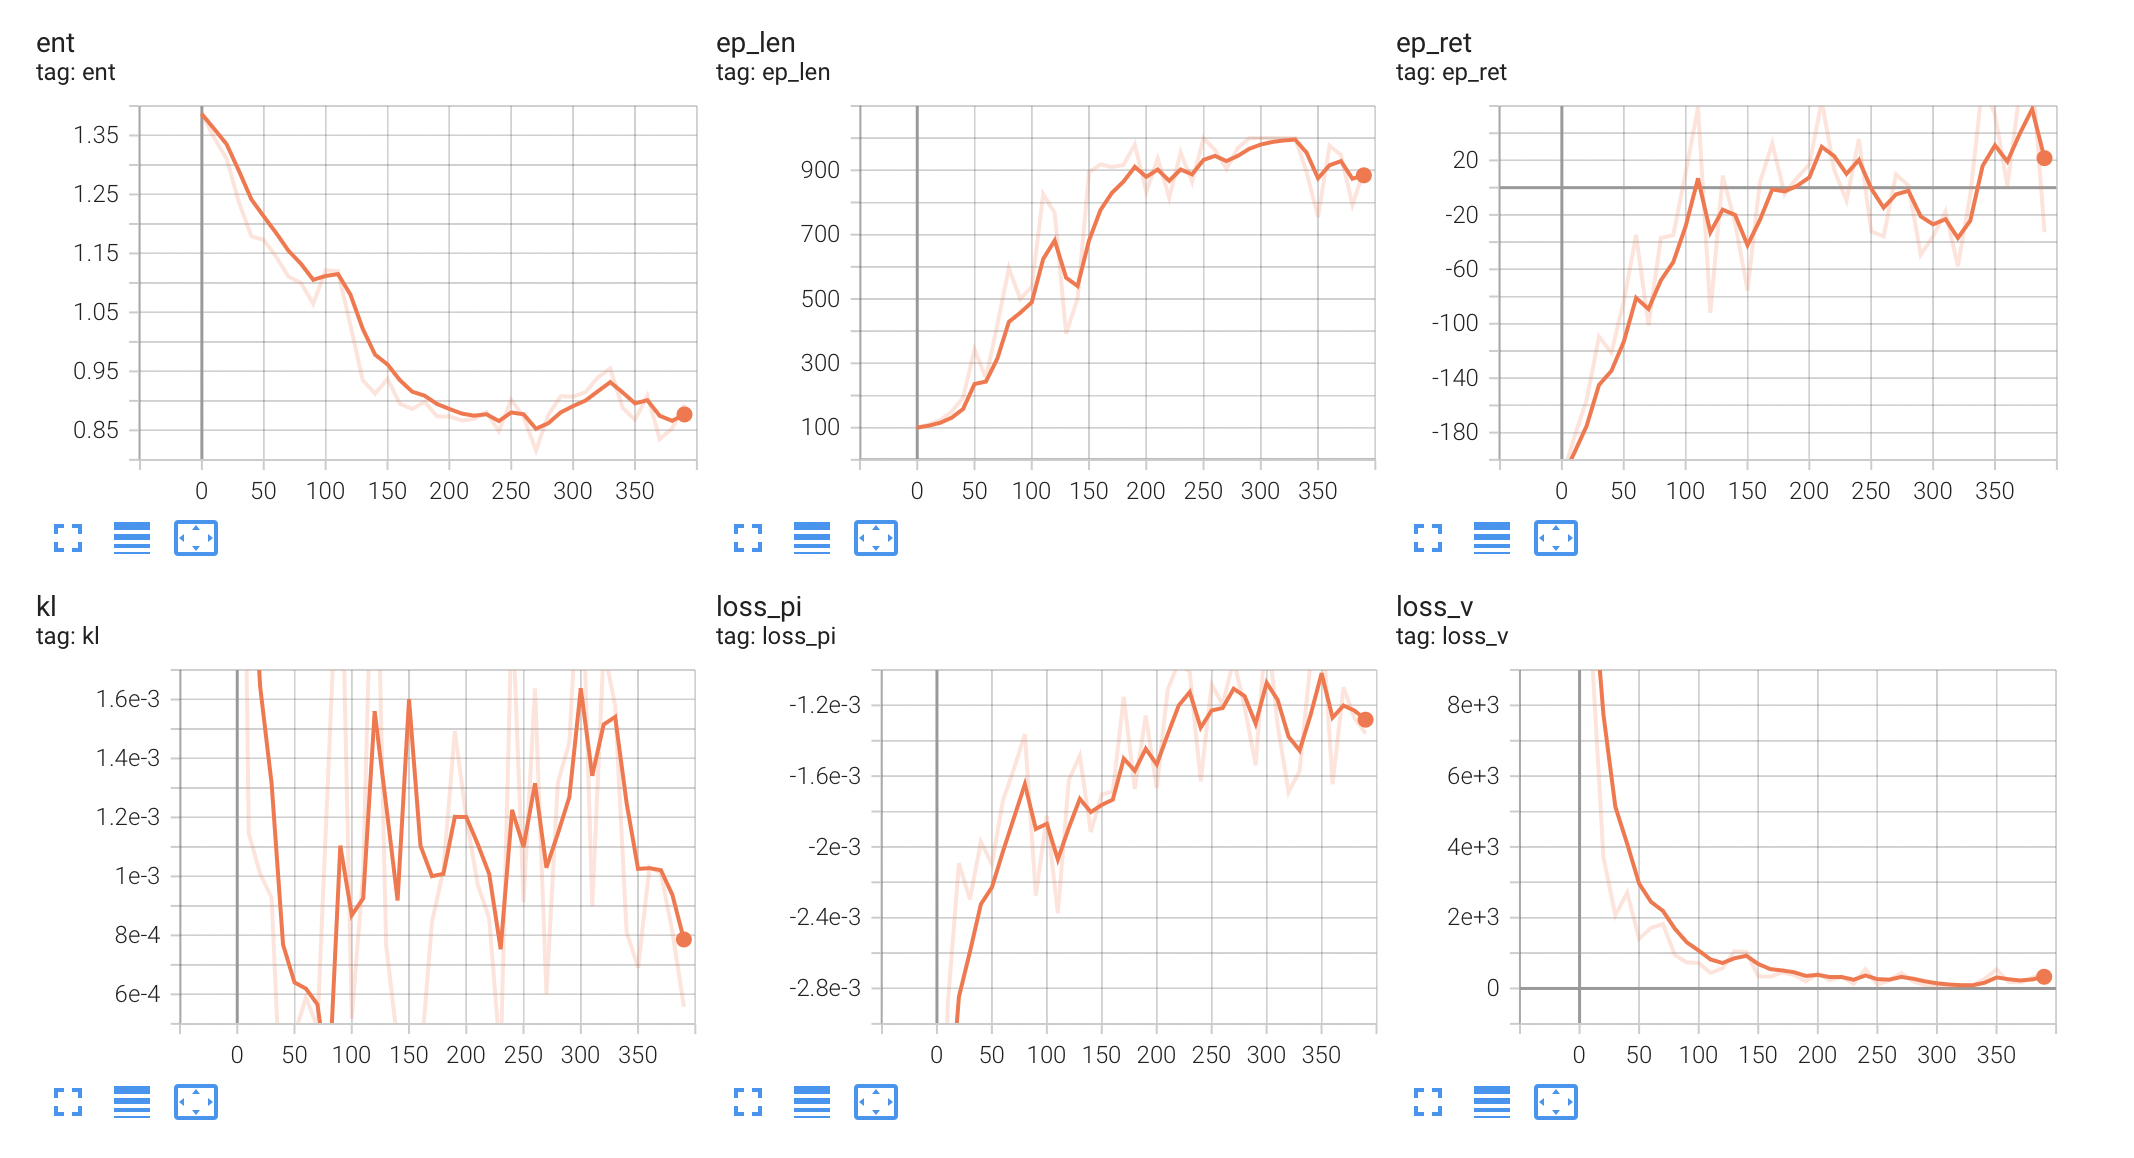 ent
tag: ent
1.35
1.25
1.15
1.05
0.95
0.85
0 50 100 150 200 250 300 350
ep_len
tag: ep_len
900
700
500
300
100
0 50 100 150 200 250 300 350
ep_ret
tag: ep_ret
20
-20
-60
-100
-140
-180
0 50 100 150 200 250 300 350
kl
tag: kl
1.6e-3
1.4e-3
1.2e-3
1e-3
8e-4
6e-4
0 50 100 150 200 250 300 350
loss_pi
tag: loss_pi
-1.2e-3
-1.6e-3
-2e-3
-2.4e-3
-2.8e-3
0 50 100 150 200 250 300 350
loss_v
tag: loss_v
8e+3
6e+3
4e+3
2e+3
0
0 50 100 150 200 250 300 350